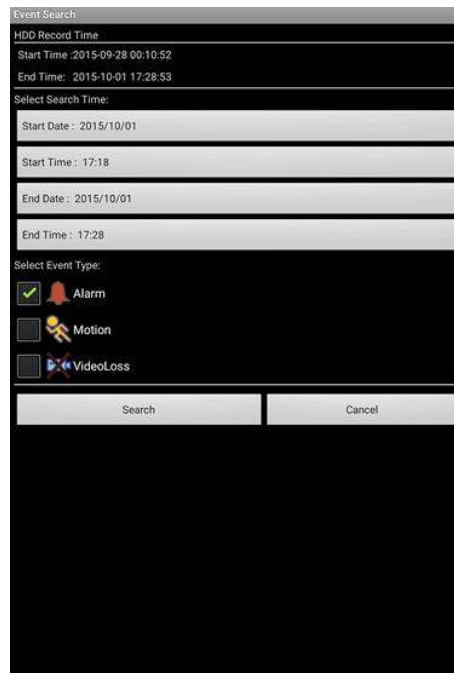 Event Search
HDD Record Time
Start Time :2015-09-28 00:10:52
End Time: 2015-10-01 17:28:53
Select Search Time:
Start Date : 2015/10/01
Start Time : 17:18
End Date : 2015/10/01
End Time : 17:28
Select Event Type:
Alarm
Motion
VideoLoss
Search Cancel